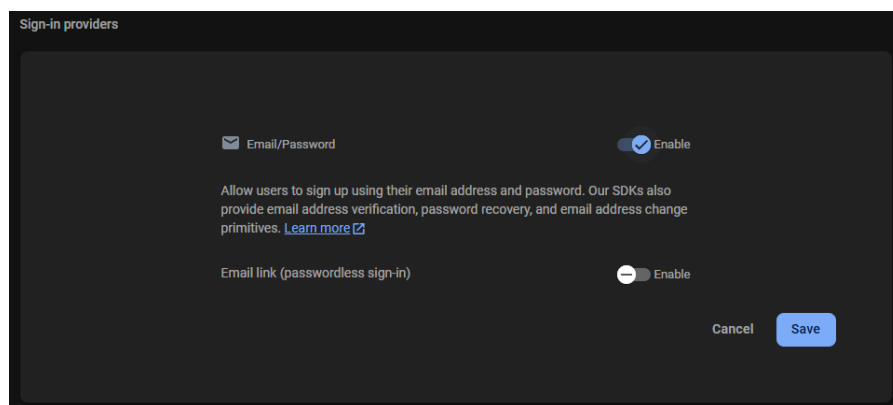 Sign-in providers
Email/Password
Enable
Allow users to sign up using their email address and password. Our SDKs also
provide email address verification, password recovery, and email address change
primitives. Learn more
Email link (passwordless sign-in)
Enable
Cancel
Save